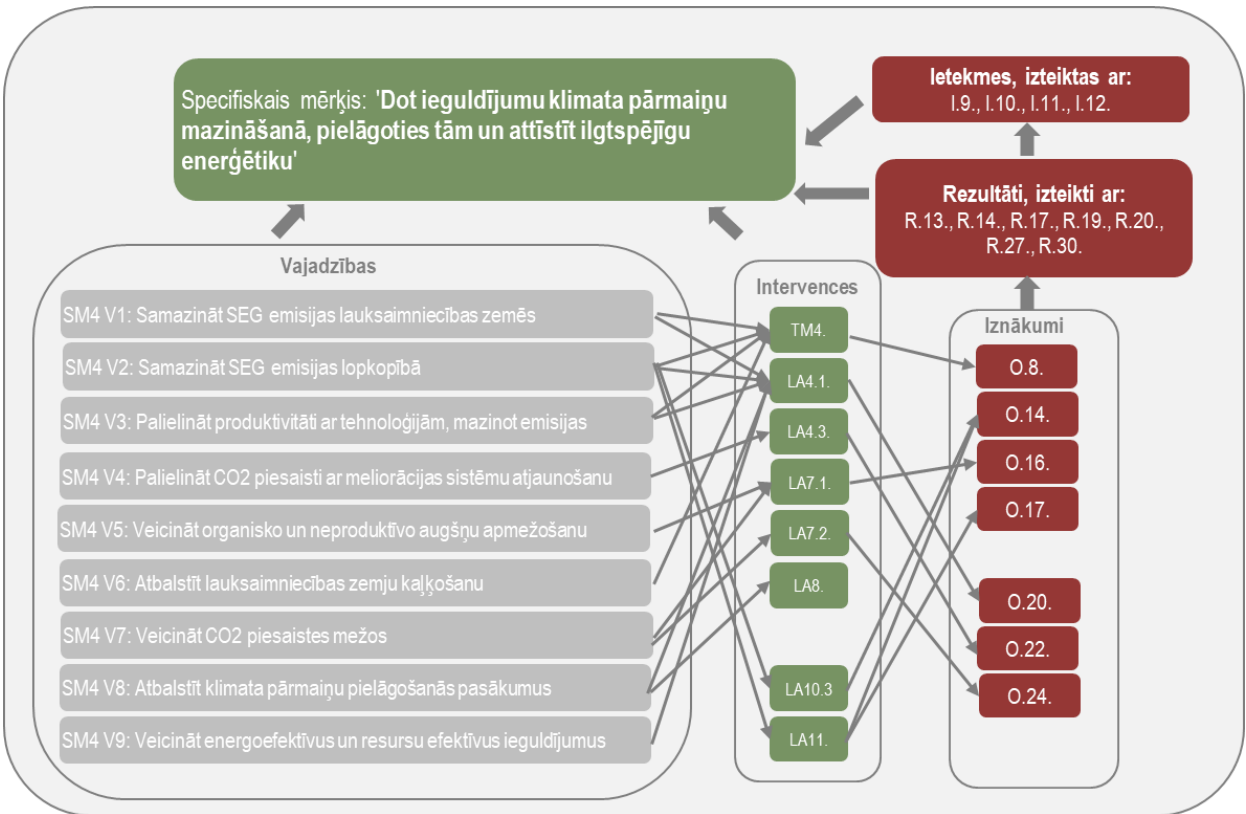 Specifiskais mērķis: 'Dot ieguldījumu klimata pārmaiņu
mazināšanā, pielāgoties tām un attīstīt ilgtspējīgu
enerģētiku'
Ietekmes, izteiktas ar:
I.9., I.10., I.11., I.12.
Rezultāti, izteikti ar:
R.13., R.14., R.17., R.19., R.20.,
R.27., R.30.
Vajadzības
SM4 V1: Samazināt SEG emisijas lauksaimniecības zemēs
SM4 V2: Samazināt SEG emisijas lopkopībā
SM4 V3: Palielināt produktivitāti ar tehnoloģijām, mazinot emisijas
SM4 V4: Palielināt CO2 piesaisti ar meliorācijas sistēmu atjaunošanu
SM4 V5: Veicināt organisko un neproduktīvo augšņu apmežošanu
SM4 V6: Atbalstīt lauksaimniecības zemju kaļķošanu
SM4 V7: Veicināt CO2 piesaistes mežos
SM4 V8: Atbalstīt klimata pārmaiņu pielāgošanās pasākumus
SM4 V9: Veicināt energoefektīvus un resursu efektīvus ieguldījumus
Intervences
TM4.
LA4.1.
LA4.3.
LA7.1.
LA7.2.
LA8.
LA10.3
LA11.
Iznākumi
O.8.
O.14.
O.16.
O.17.
O.20.
O.22.
O.24.